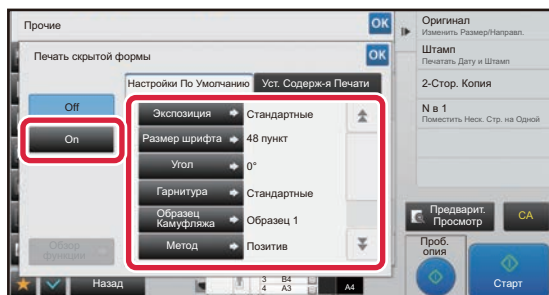 Прочие
OK
Печать скрытой формы
OK
Настройки По Умолчанию
Уст. Содерж-я Печати
Off
On
Экспозиция
Стандартные
Размер шрифта
48 пункт
Угол
0°
Гарнитура
Стандартные
Образец
Камуфляжа
Образец 1
Метод
Позитив
Обзор
функции
Назад
3 B4
4 A3
A4
Оригинал
Изменить Размер/Направл.
Штамп
Печатать Дату и Штамп
2-Стор. Копия
N в 1
Поместить Неск. Стр. на Одной
Предварит.
Просмотр
CA
Проб.
опия
Старт